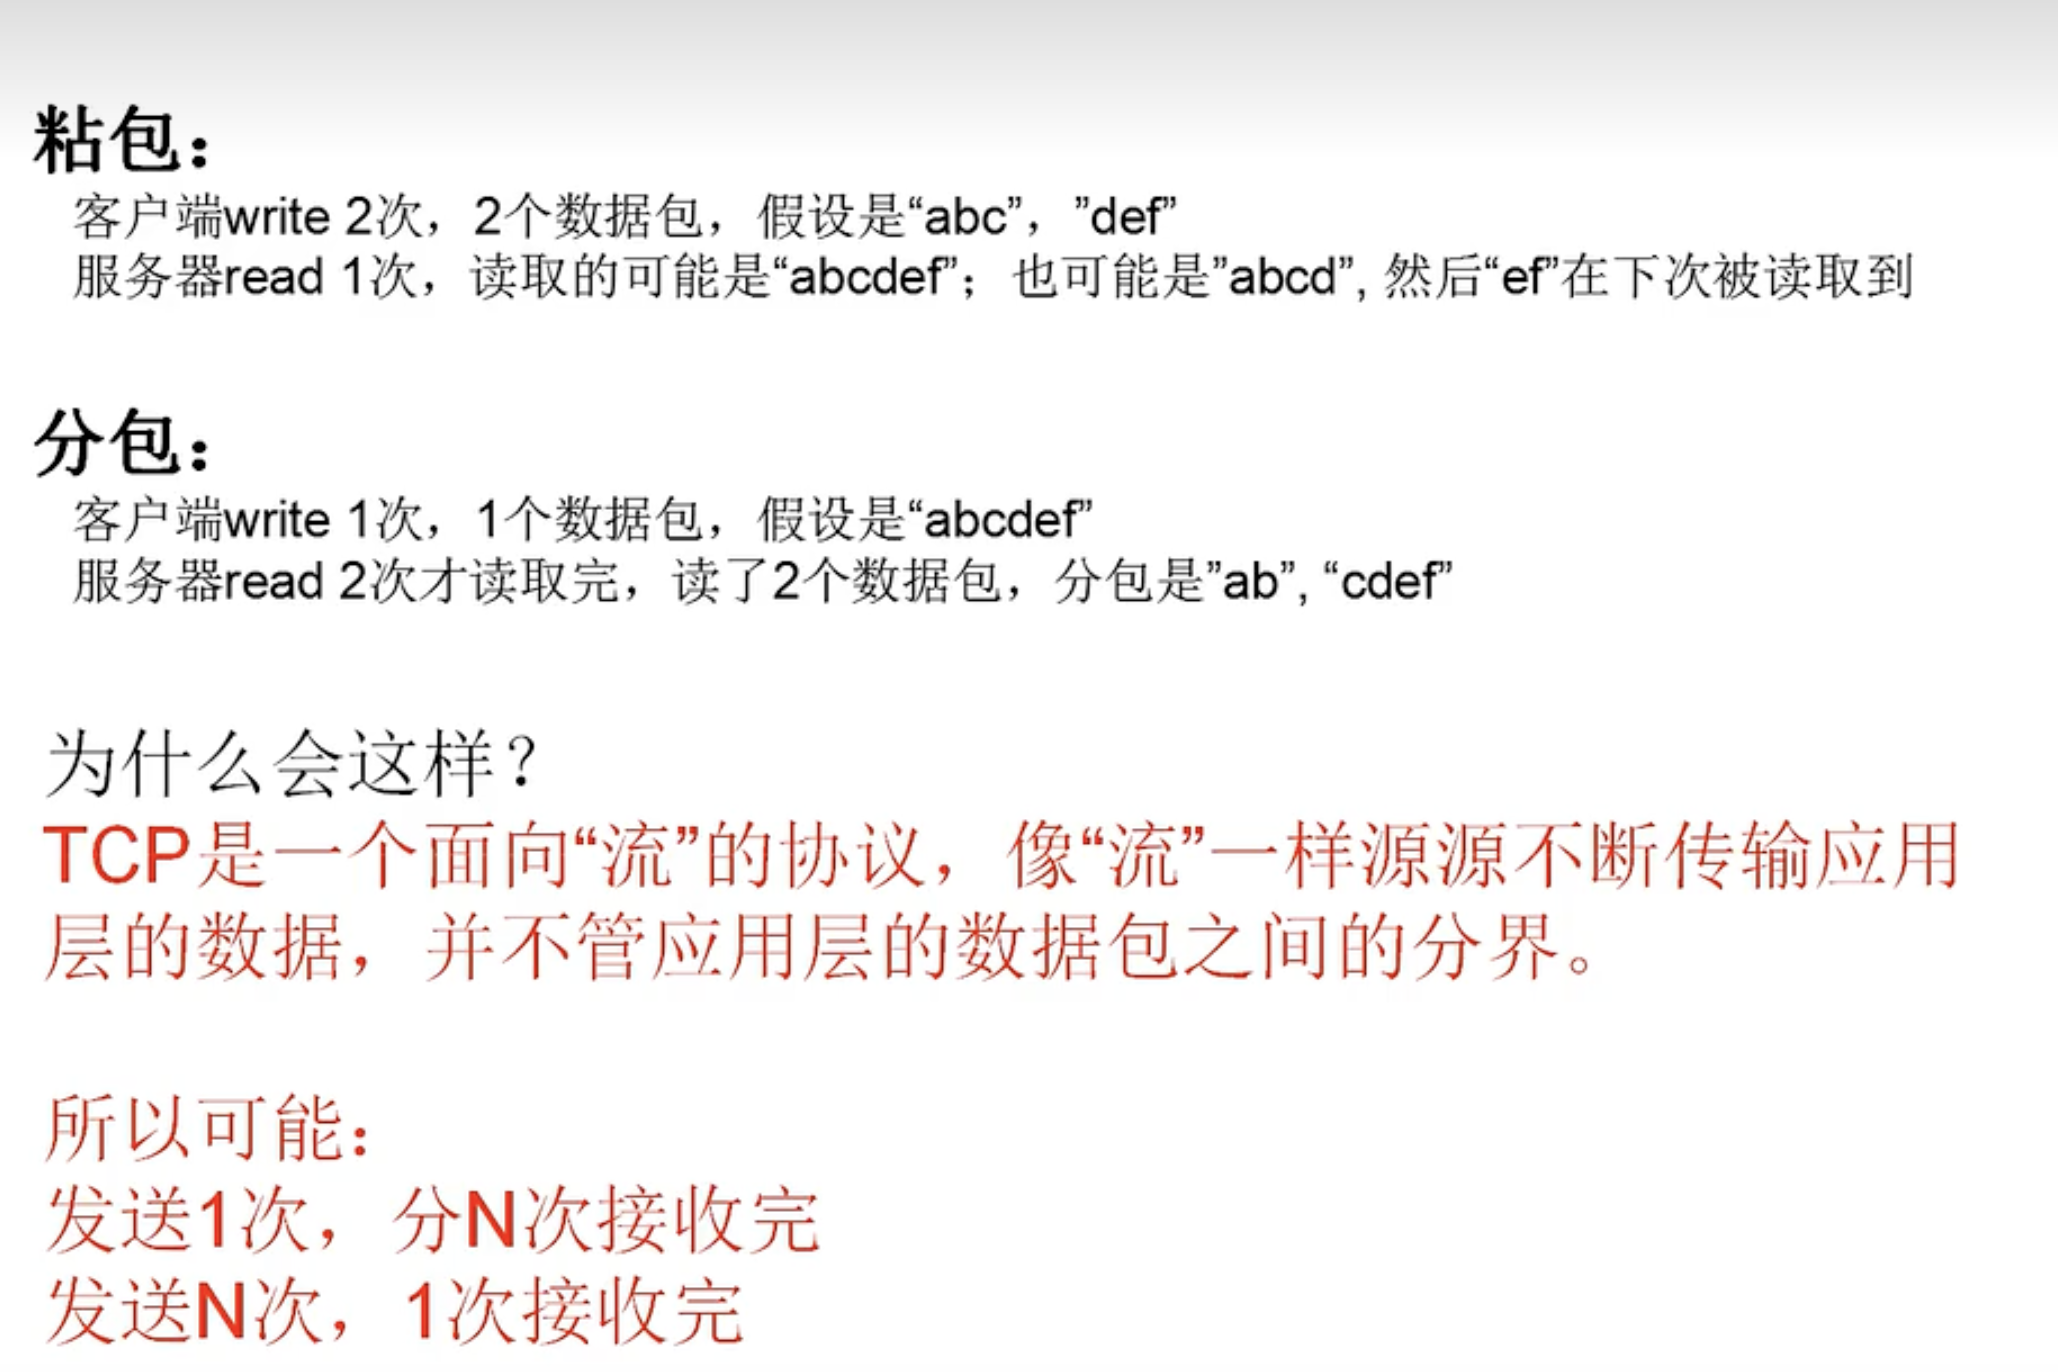 粘包：
客户端write 2次，2个数据包，假设是“abc”，”def”
服务器read 1次，读取的可能是“abcdef”；也可能是”abcd”, 然后“ef”在下次被读取到
分包：
客户端write 1次，1个数据包，假设是“abcdef”
服务器read 2次才读取完，读了2个数据包，分包是”ab”, “cdef”
为什么会这样？
TCP是一个面向“流”的协议，像“流”一样源源不断传输应用
层的数据，并不管应用层的数据包之间的分界。
所以可能：
发送1次，分N次接收完
发送N次，1次接收完